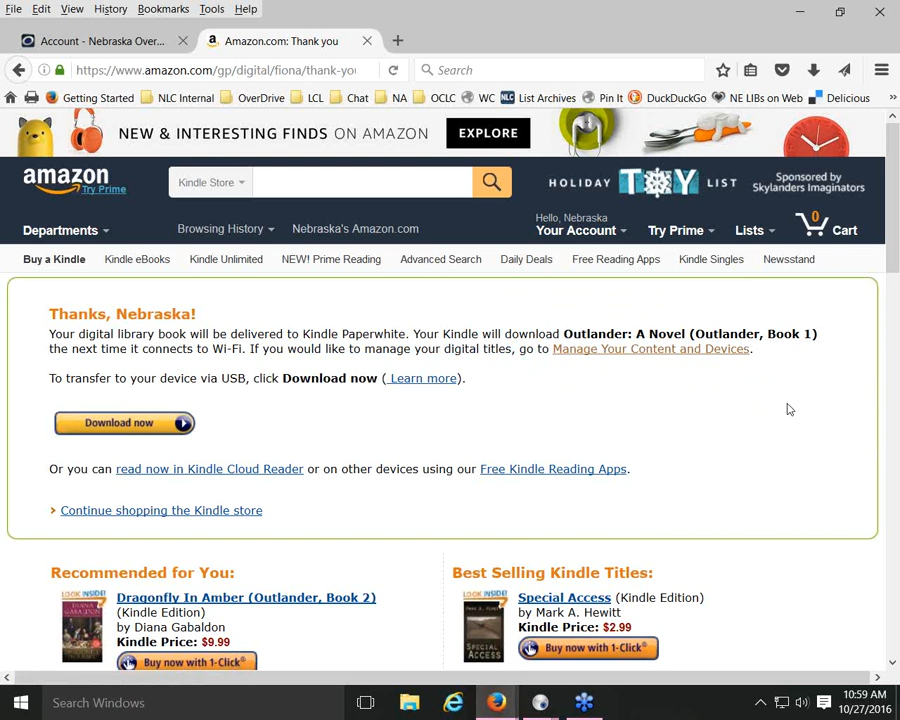 File Edit View History Bookmarks Tools Help
Account - Nebraska Over... Amazon.com: Thank you
https://www.amazon.com/gp/digital/fiona/thank-yo Search
Getting Started NLC Internal OverDrive LCL Chat NA OCLC WC NLC List Archives Pin It DuckDuckGo NE LIBs on Web Delicious
NEW & INTERESTING FINDS ON AMAZON EXPLORE
amazon Try Prime
Kindle Store
HOLIDAY TOY LIST Sponsored by Skylanders Imaginators
Departments Browsing History Nebraska's Amazon.com Hello, Nebraska Your Account Try Prime Lists 0 Cart
Buy a Kindle Kindle eBooks Kindle Unlimited NEW! Prime Reading Advanced Search Daily Deals Free Reading Apps Kindle Singles Newsstand
Thanks, Nebraska!
Your digital library book will be delivered to Kindle Paperwhite. Your Kindle will download Outlander: A Novel (Outlander, Book 1)
the next time it connects to Wi-Fi. If you would like to manage your digital titles, go to Manage Your Content and Devices.
To transfer to your device via USB, click Download now ( Learn more).
Download now
Or you can read now in Kindle Cloud Reader or on other devices using our Free Kindle Reading Apps.
Continue shopping the Kindle store
Recommended for You:
LOOK INSIDE!
Dragonfly In Amber (Outlander, Book 2)
(Kindle Edition)
by Diana Gabaldon
Kindle Price: $9.99
Buy now with 1-Click®
Best Selling Kindle Titles:
LOOK INSIDE!
SPECIAL ACCESS
Special Access (Kindle Edition)
by Mark A. Hewitt
Kindle Price: $2.99
Buy now with 1-Click®
Search Windows
10:59 AM
10/27/2016